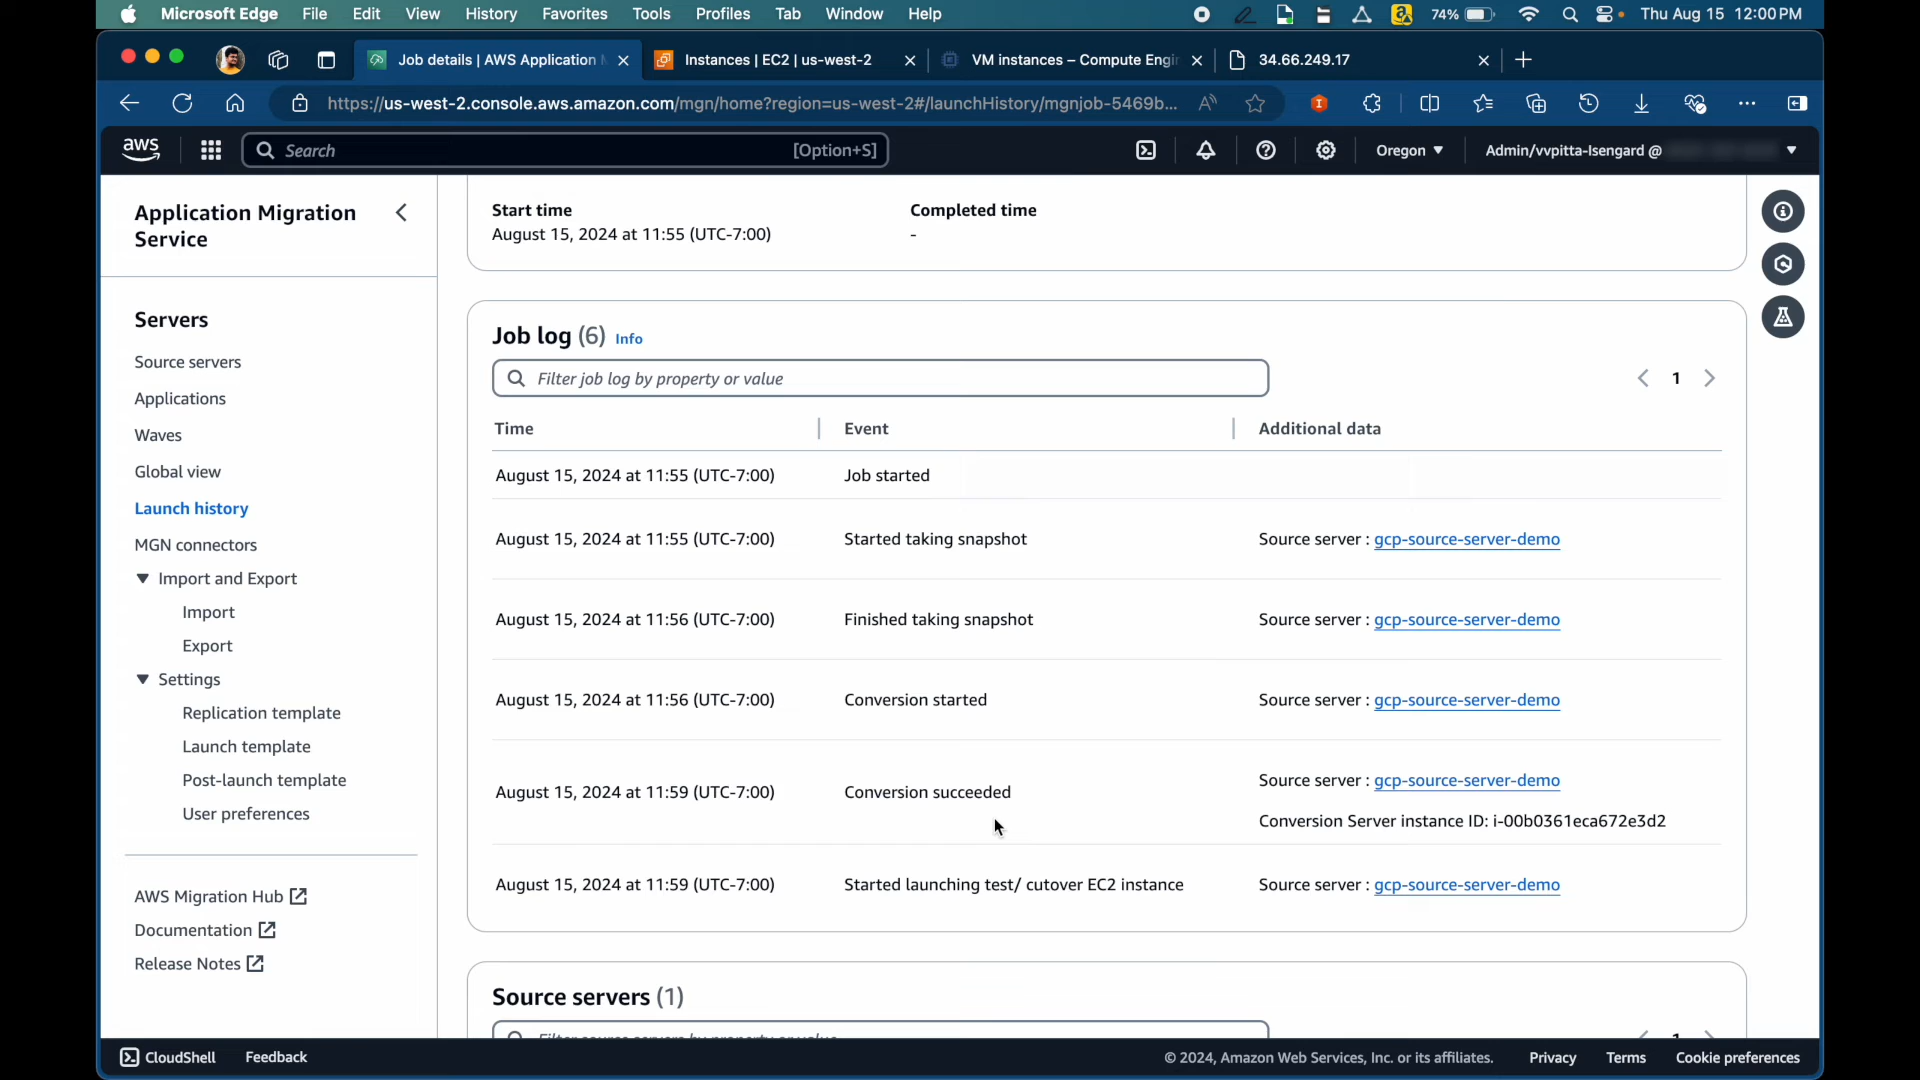 Microsoft Edge File Edit View History Favorites Tools Profiles Tab Window Help 74% Thu Aug 15 12:00 PM
Job details | AWS Application Instances | EC2 | us-west-2 VM instances – Compute Engi 34.66.249.17
https://us-west-2.console.aws.amazon.com/mgn/home?region=us-west-2#/launchHistory/mgnjob-5469b...
aws Search [Option+S] Oregon Admin/vvpitta-Isengard @
Application Migration
Service
Servers
Source servers
Applications
Waves
Global view
Launch history
MGN connectors
Import and Export
Import
Export
Settings
Replication template
Launch template
Post-launch template
User preferences
AWS Migration Hub
Documentation
Release Notes
Start time Completed time
August 15, 2024 at 11:55 (UTC-7:00) -
Job log (6) Info
Filter job log by property or value 1
Time Event Additional data
August 15, 2024 at 11:55 (UTC-7:00) Job started
August 15, 2024 at 11:55 (UTC-7:00) Started taking snapshot Source server : gcp-source-server-demo
August 15, 2024 at 11:56 (UTC-7:00) Finished taking snapshot Source server : gcp-source-server-demo
August 15, 2024 at 11:56 (UTC-7:00) Conversion started Source server : gcp-source-server-demo
August 15, 2024 at 11:59 (UTC-7:00) Conversion succeeded Source server : gcp-source-server-demo
Conversion Server instance ID: i-00b0361eca672e3d2
August 15, 2024 at 11:59 (UTC-7:00) Started launching test/ cutover EC2 instance Source server : gcp-source-server-demo
Source servers (1)
Filter source servers by property or value 1
CloudShell Feedback © 2024, Amazon Web Services, Inc. or its affiliates. Privacy Terms Cookie preferences